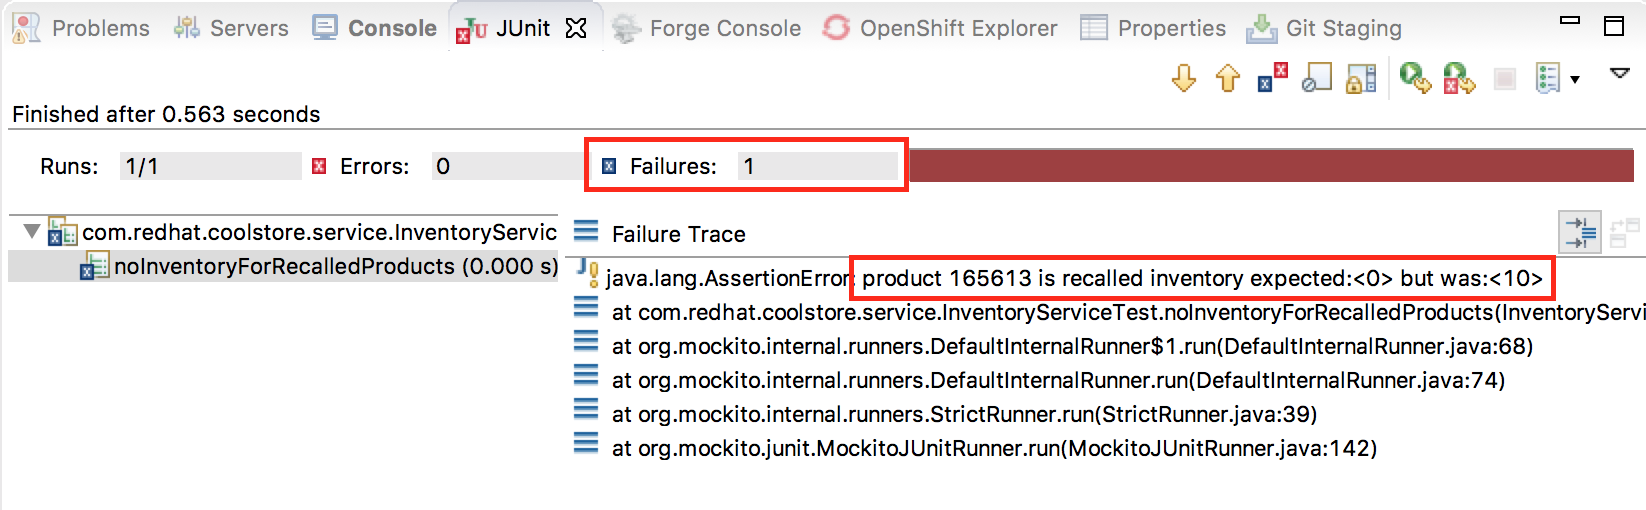 Problems Servers Console JUnit Forge Console OpenShift Explorer Properties Git Staging
Finished after 0.563 seconds
Runs: 1/1 Errors: 0 Failures: 1
com.redhat.coolstore.service.InventoryServic
Failure Trace
noInventoryForRecalledProducts (0.000 s)
java.lang.AssertionError: product 165613 is recalled inventory expected:<0> but was:<10>
at com.redhat.coolstore.service.InventoryServiceTest.noInventoryForRecalledProducts(InventoryServi
at org.mockito.internal.runners.DefaultInternalRunner$1.run(DefaultInternalRunner.java:68)
at org.mockito.internal.runners.DefaultInternalRunner.run(DefaultInternalRunner.java:74)
at org.mockito.internal.runners.StrictRunner.run(StrictRunner.java:39)
at org.mockito.junit.MockitoJUnitRunner.run(MockitoJUnitRunner.java:142)